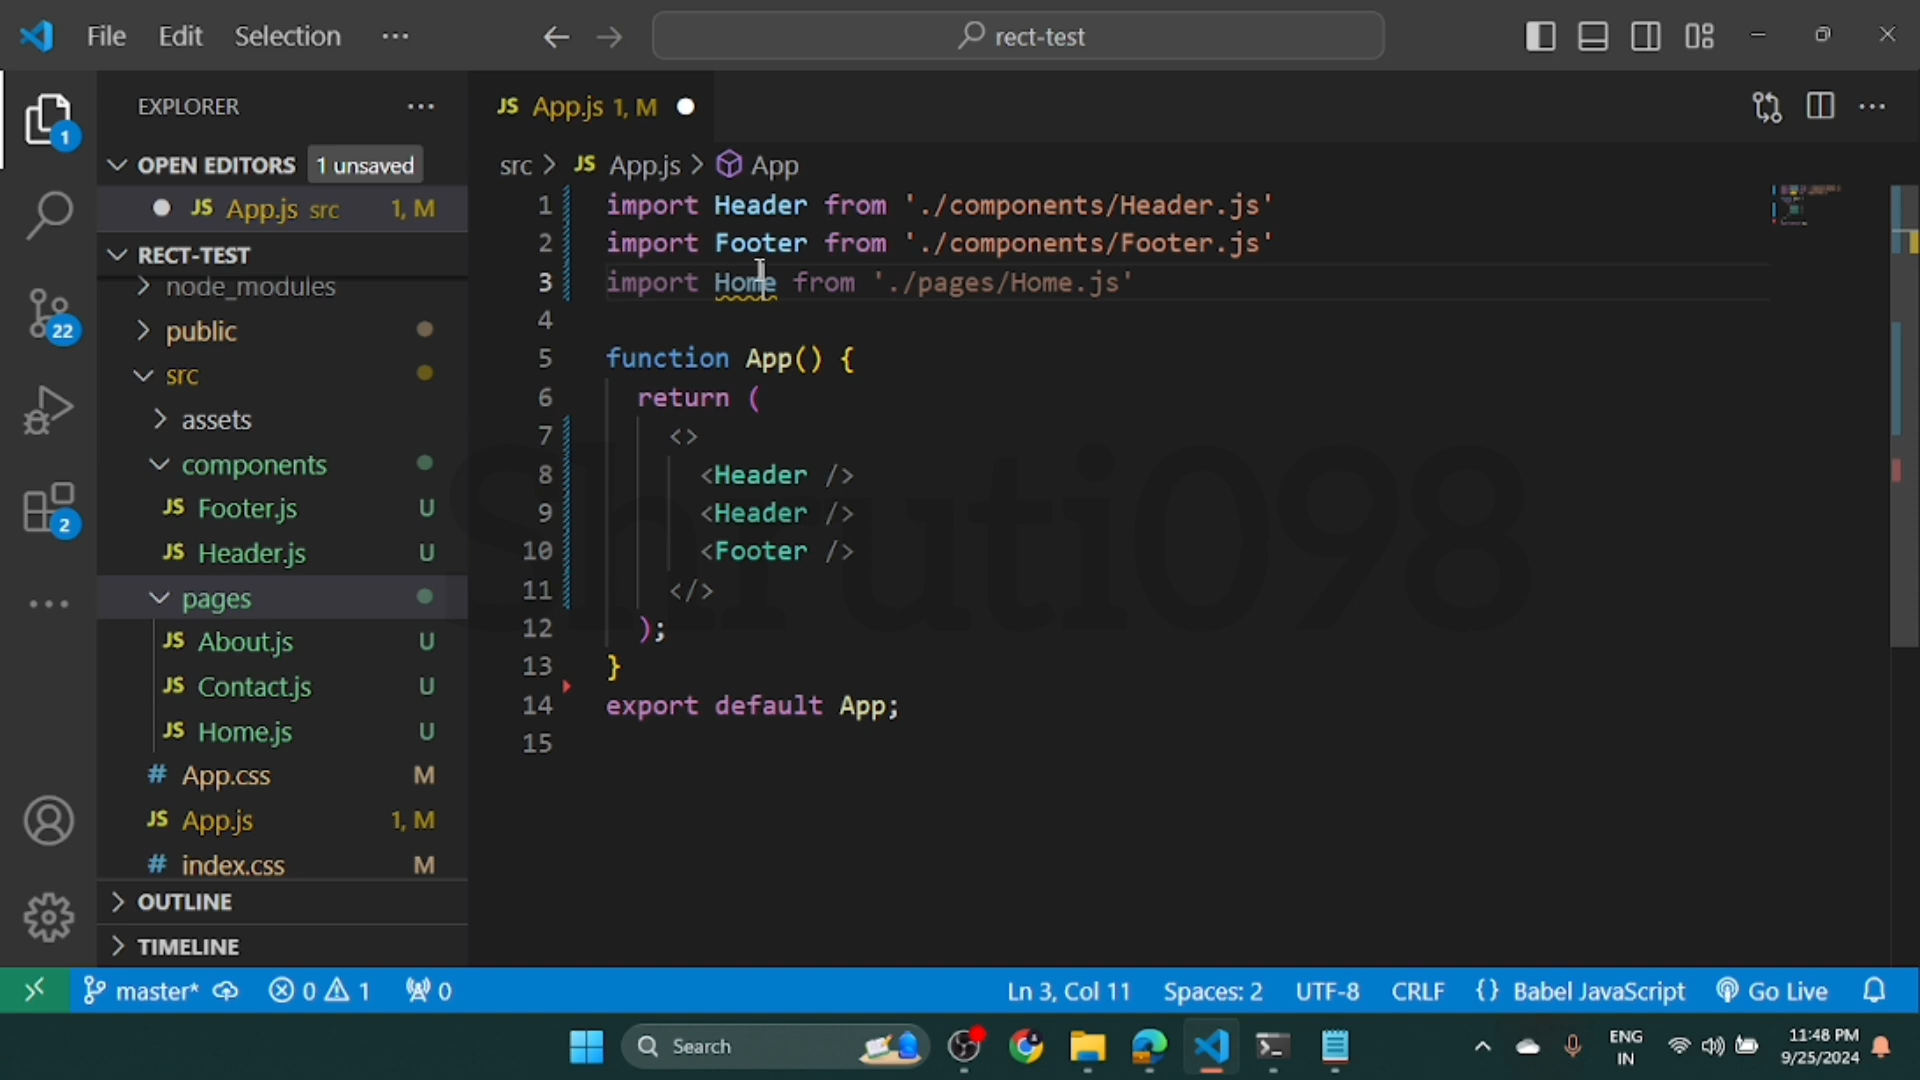 File Edit Selection ···
rect-test
EXPLORER ···
OPEN EDITORS 1 unsaved
JS App.js src 1, M
RECT-TEST
node_modules
public
src
assets
components
JS Footer.js U
JS Header.js U
pages
JS About.js U
JS Contact.js U
JS Home.js U
# App.css M
JS App.js 1, M
# index.css M
OUTLINE
TIMELINE
1
22
2
JS App.js 1, M
src > JS App.js > App
1 import Header from './components/Header.js'
2 import Footer from './components/Footer.js'
3 import Home from './pages/Home.js'
4
5 function App() {
6 return (
7 <>
8 <Header />
9 <Header />
10 <Footer />
11 </>
12 );
13 }
14 export default App;
15
Shruti098
master* 0 1 0
Ln 3, Col 11 Spaces: 2 UTF-8 CRLF {} Babel JavaScript Go Live
Search
ENG
IN
11:48 PM
9/25/2024